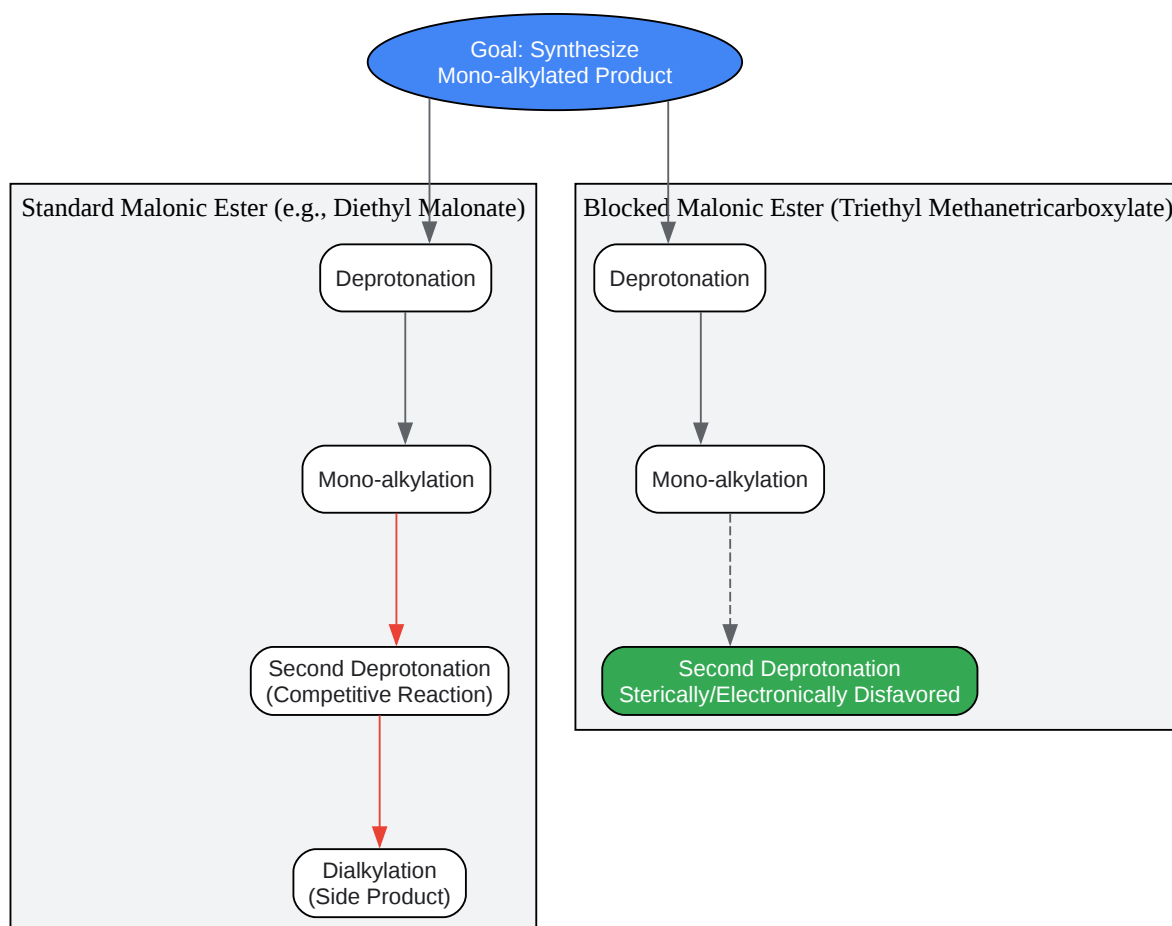 Goal: Synthesize
Mono-alkylated Product
Standard Malonic Ester (e.g., Diethyl Malonate)
Deprotonation
Mono-alkylation
Second Deprotonation
(Competitive Reaction)
Dialkylation
(Side Product)
Blocked Malonic Ester (Triethyl Methanetricarboxylate)
Deprotonation
Mono-alkylation
Second Deprotonation
Sterically/Electronically Disfavored